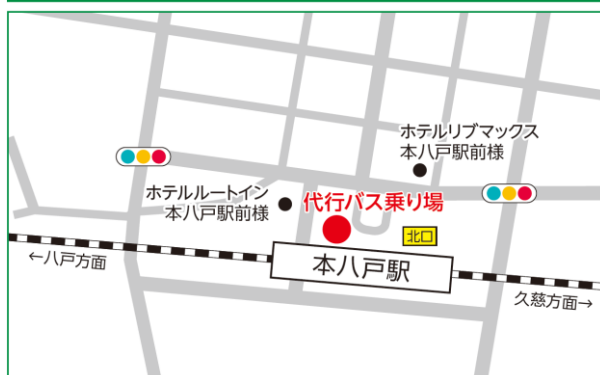 ホテルリブマックス
本八戸駅前様
ホテルルートイン
本八戸駅前様
代行バス乗り場
北口
本八戸駅
←八戸方面
久慈方面→